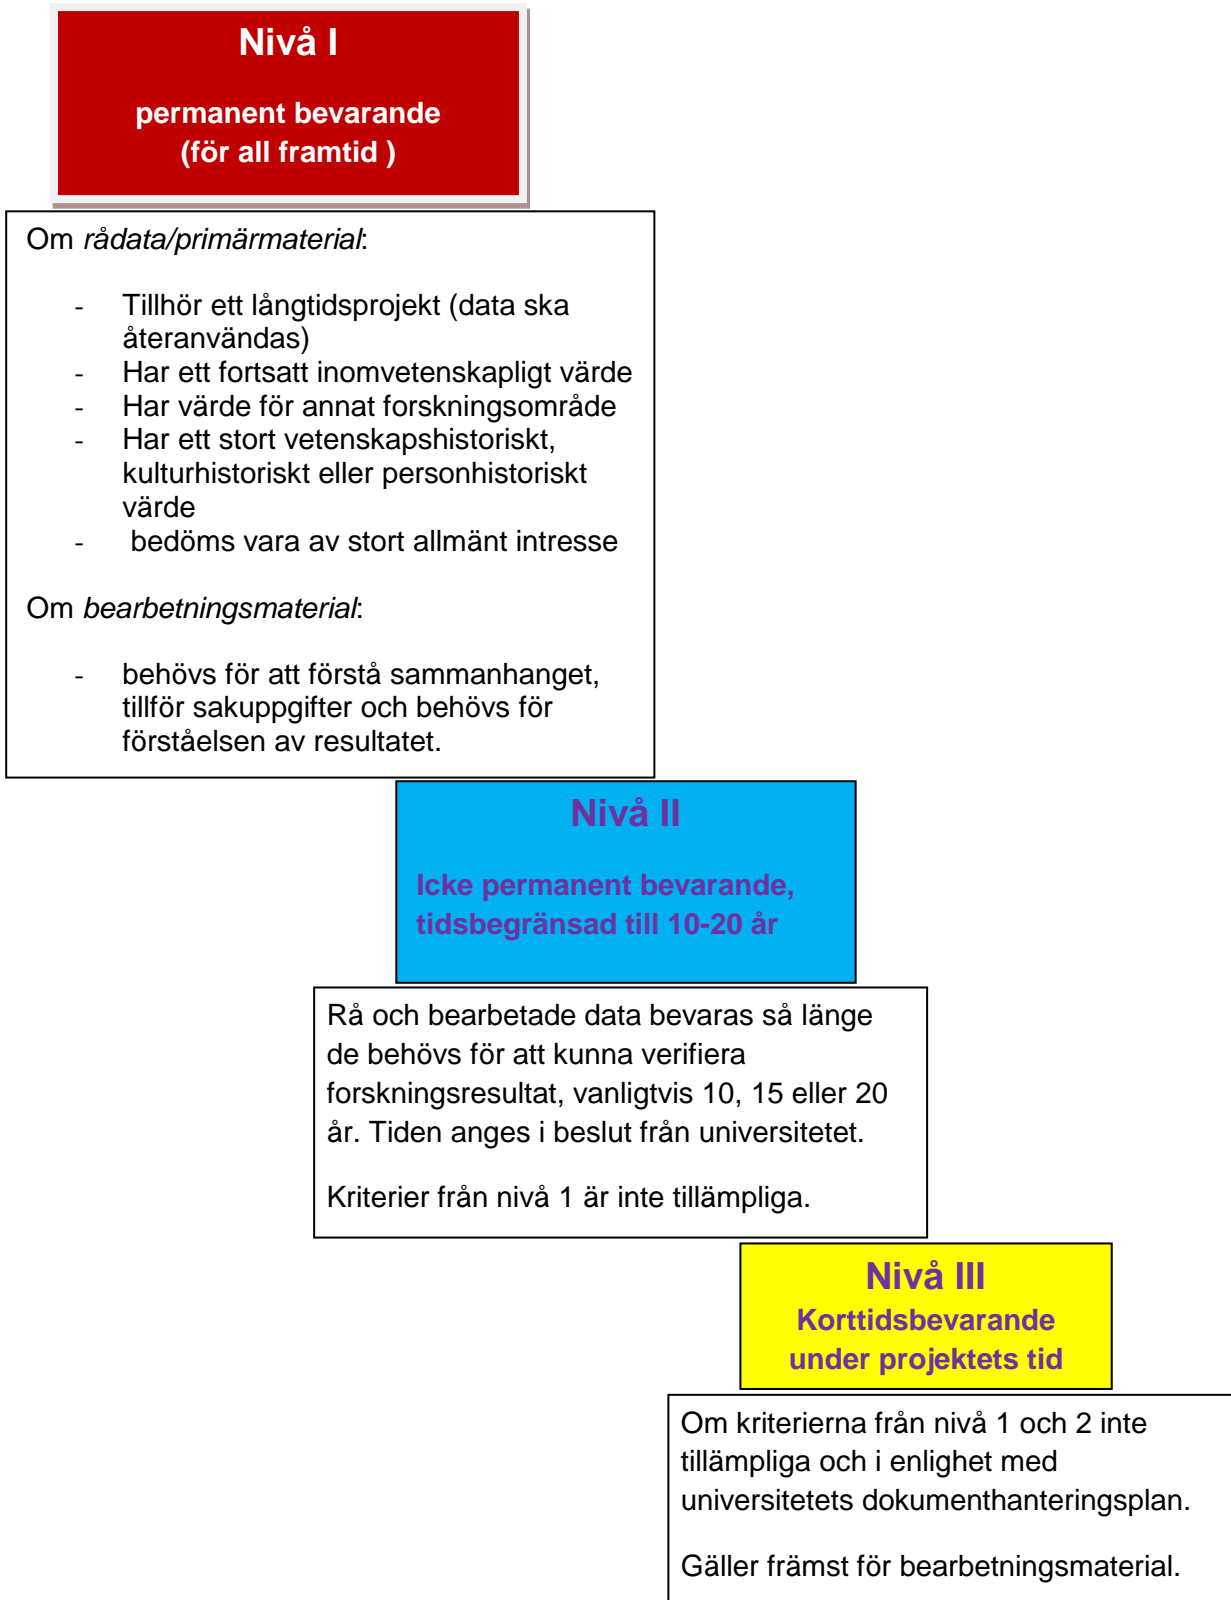 Nivå I
permanent bevarande
(för all framtid )
Om rådata/primärmaterial:
- Tillhör ett långtidsprojekt (data ska
återanvändas)
- Har ett fortsatt inomvetenskapligt värde
- Har värde för annat forskningsområde
- Har ett stort vetenskapshistoriskt,
kulturhistoriskt eller personhistoriskt
värde
- bedöms vara av stort allmänt intresse
Om bearbetningsmaterial:
- behövs för att förstå sammanhanget,
tillför sakuppgifter och behövs för
förståelsen av resultatet.
Nivå II
Icke permanent bevarande,
tidsbegränsad till 10-20 år
Rå och bearbetade data bevaras så länge
de behövs för att kunna verifiera
forskningsresultat, vanligtvis 10, 15 eller 20
år. Tiden anges i beslut från universitetet.
Kriterier från nivå 1 är inte tillämpliga.
Nivå III
Korttidsbevarande
under projektets tid
Om kriterierna från nivå 1 och 2 inte
tillämpliga och i enlighet med
universitetets dokumenthanteringsplan.
Gäller främst för bearbetningsmaterial.